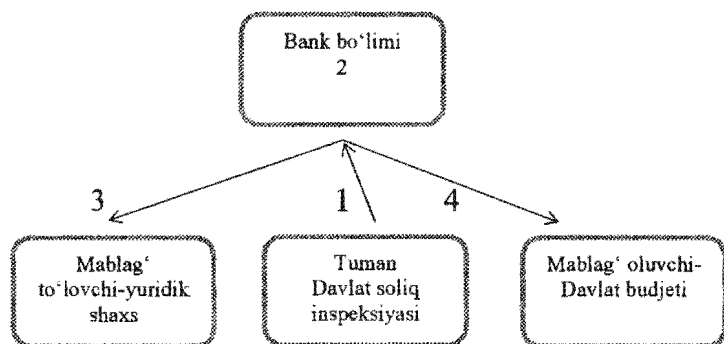 Bank bo‘limi
2
3
1
4
Mablag‘
to‘lovchi-yuridik
shaxs
Tuman
Davlat soliq
inspeksiyasi
Mablag‘ oluvchi-
Davlat budjeti